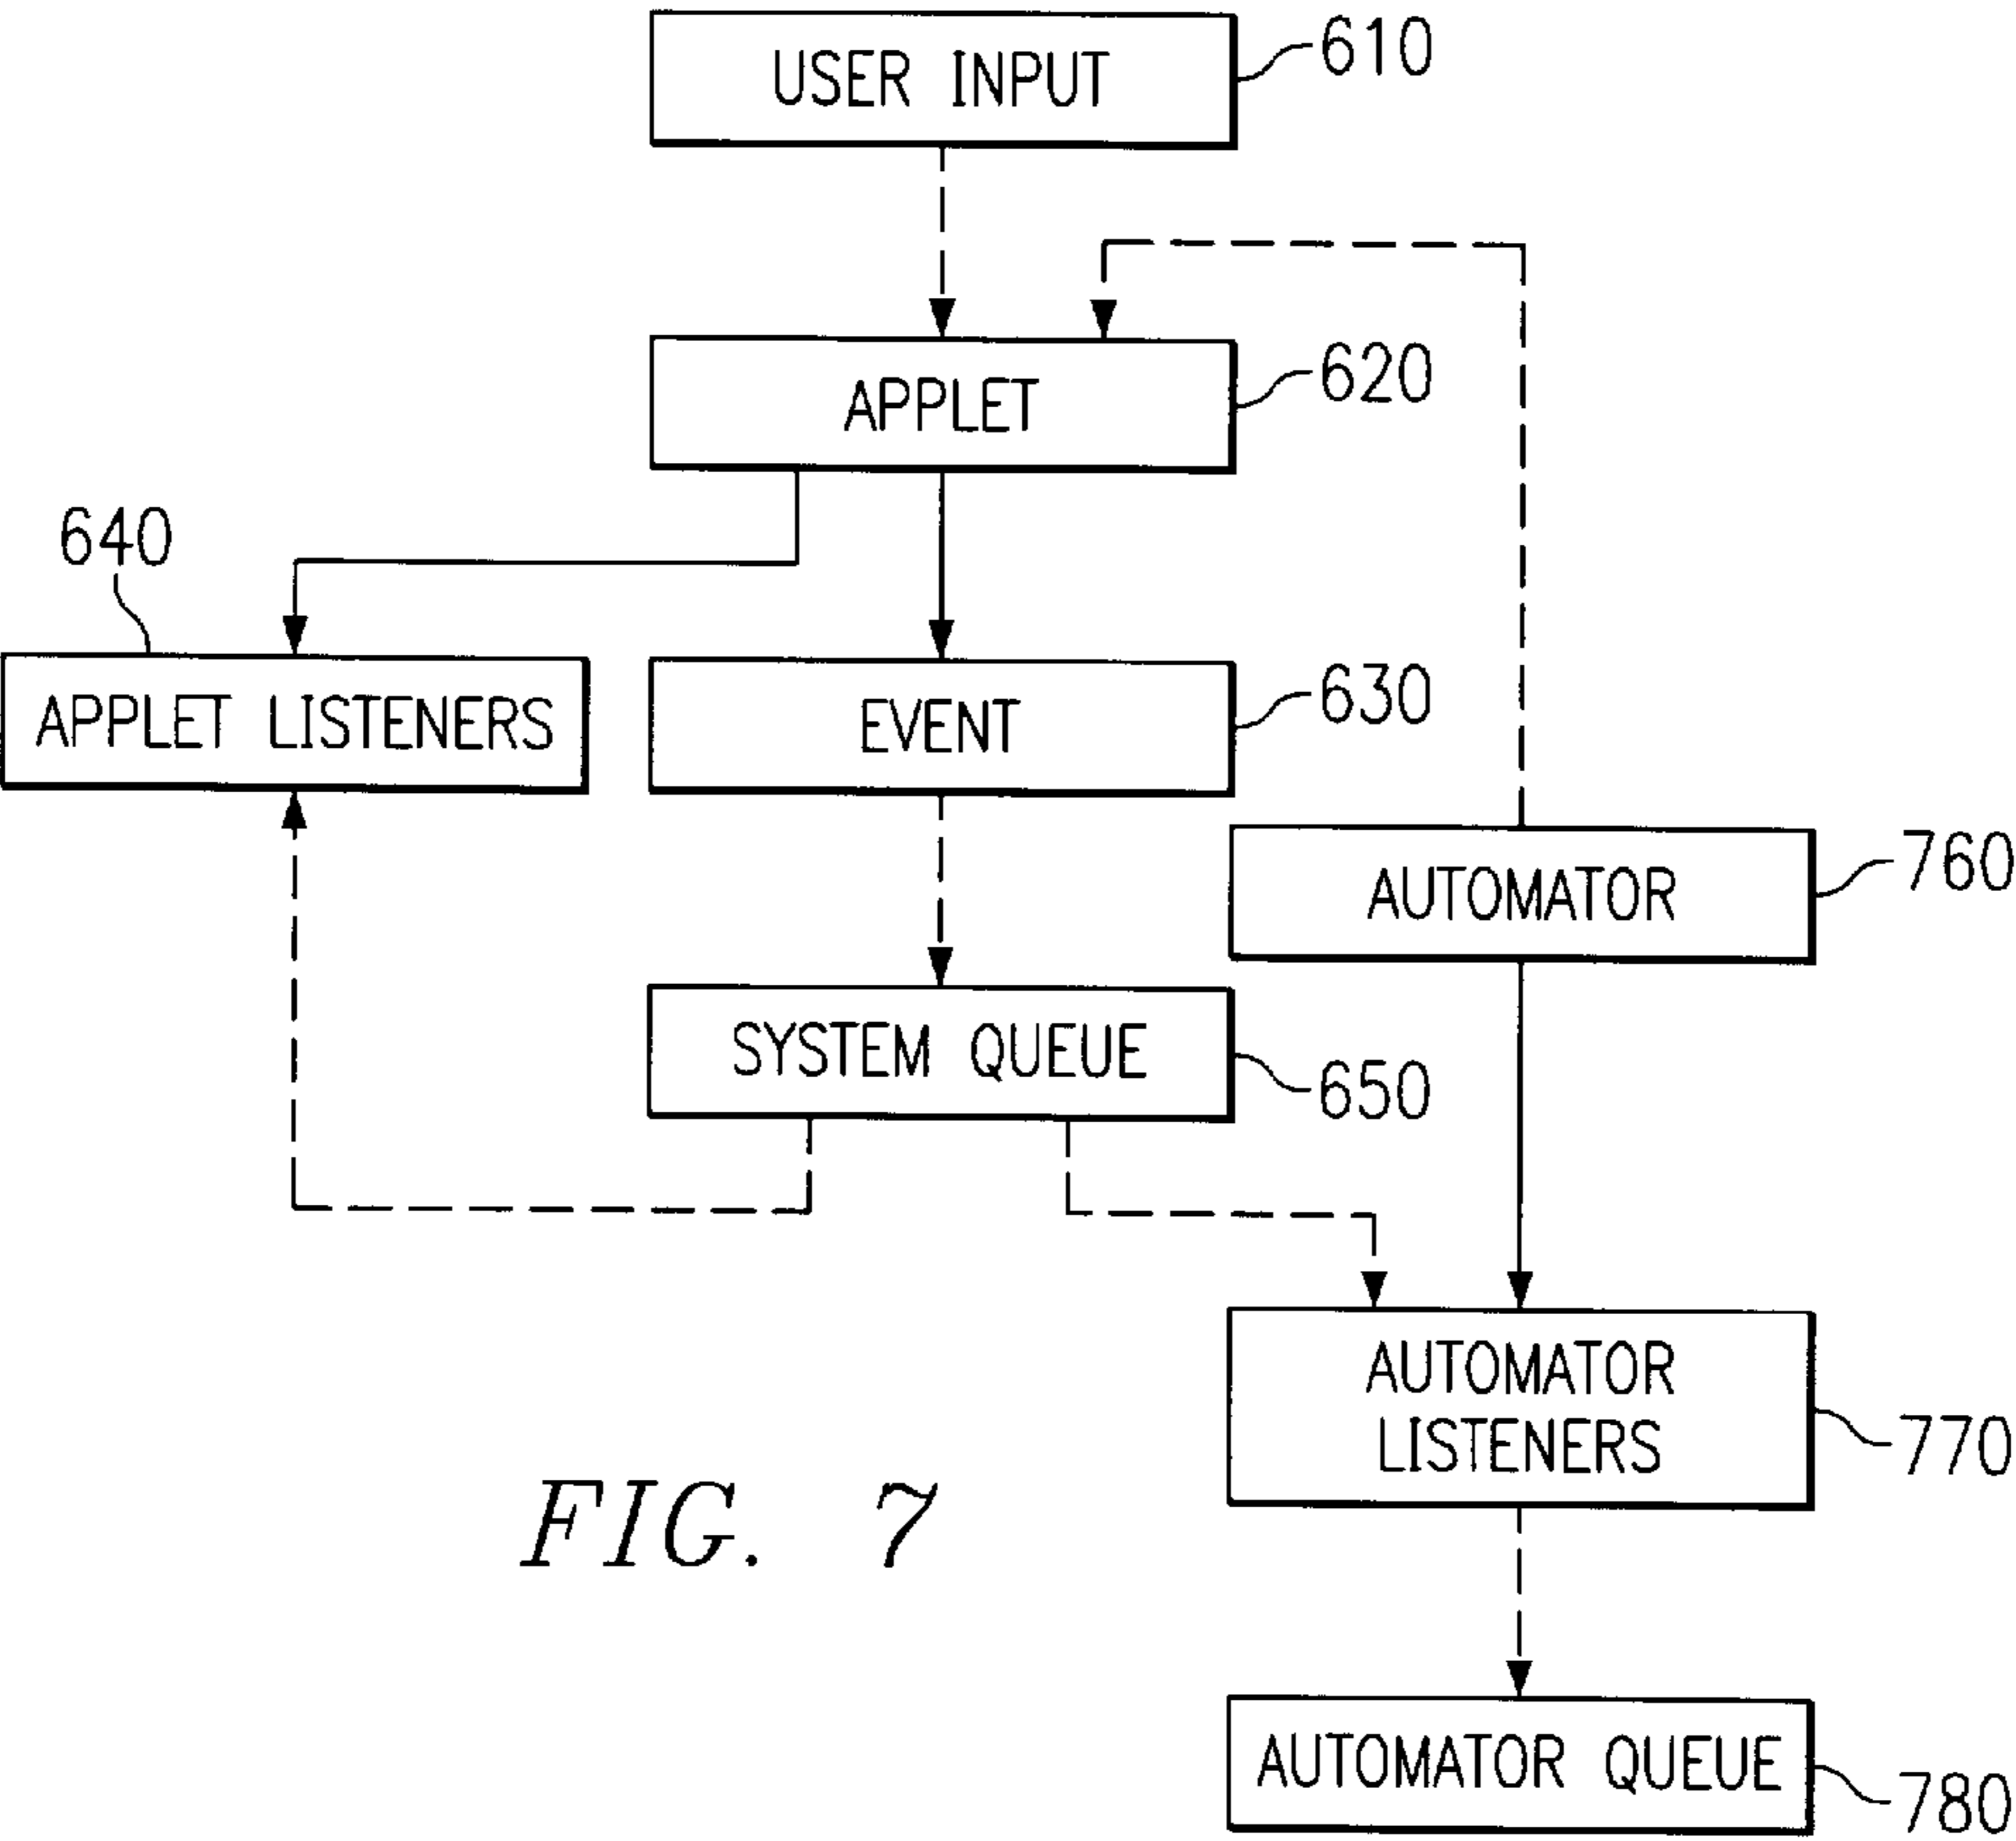 USER INPUT
610
APPLET
620
640
APPLET LISTENERS
EVENT
630
AUTOMATOR
760
SYSTEM QUEUE
650
AUTOMATOR
LISTENERS
770
FIG. 7
AUTOMATOR QUEUE
780